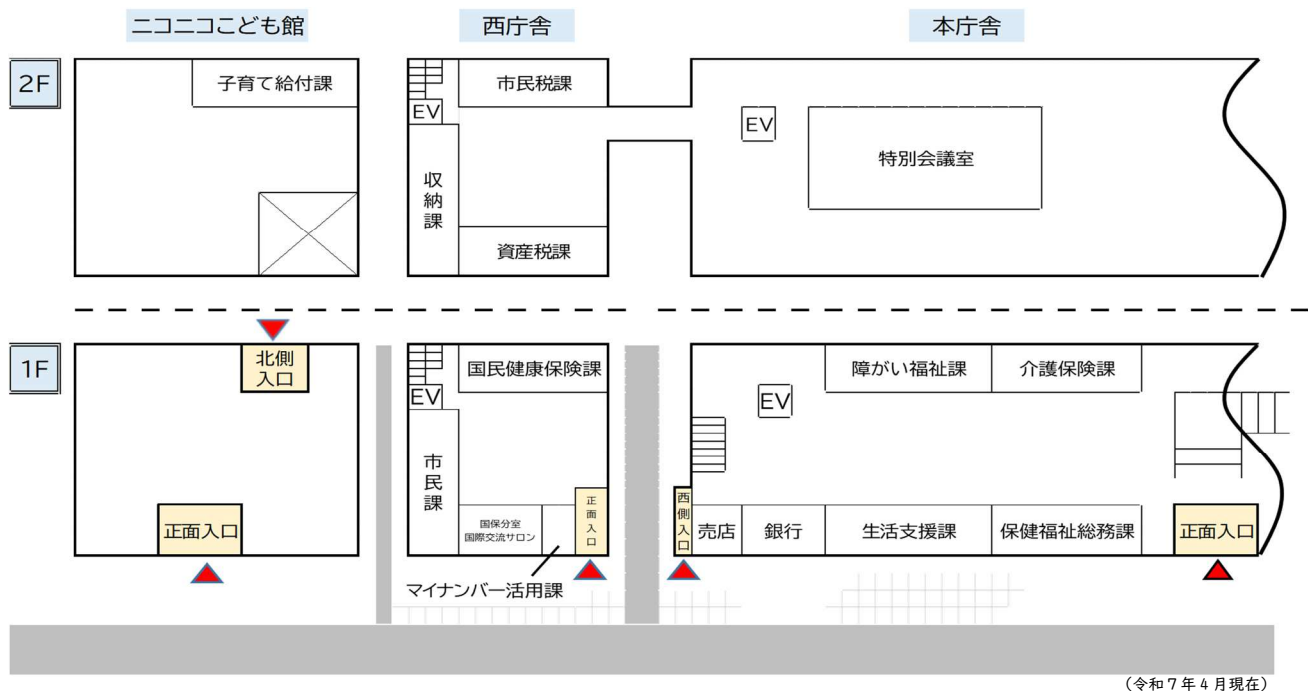 ニコニコこども館
西庁舎
本庁舎
2F
子育て給付課
市民税課
EV
収納課
資産税課
EV
特別会議室
1F
北側
入口
正面入口
国民健康保険課
EV
市民課
国保分室
国際交流サロン
正面入口
マイナンバー活用課
障がい福祉課
介護保険課
EV
西側入口
売店
銀行
生活支援課
保健福祉総務課
正面入口
（令和７年４月現在）